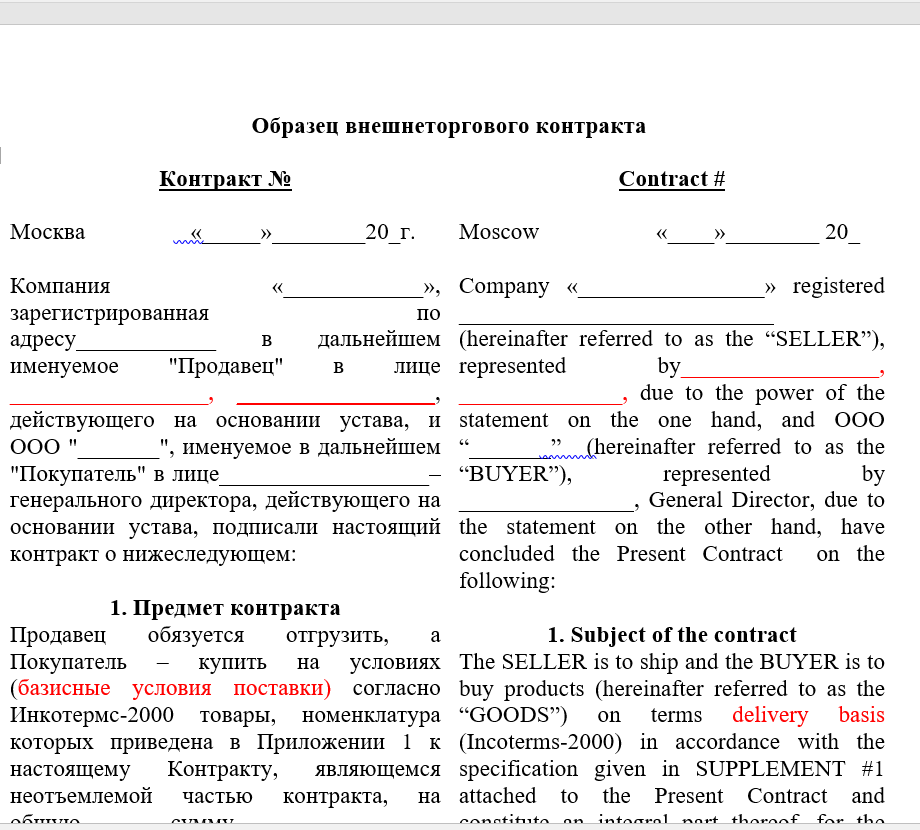 Образец внешнеторгового контракта
Контракт №
Москва «_____»________20_г.
Компания «____________»,
зарегистрированная по
адресу____________ в дальнейшем
именуемое "Продавец" в лице
_________________, _________________,
действующего на основании устава, и
ООО "_______", именуемое в дальнейшем
"Покупатель" в лице__________________–
генерального директора, действующего на
основании устава, подписали настоящий
контракт о нижеследующем:
1. Предмет контракта
Продавец обязуется отгрузить, а
Покупатель – купить на условиях
(базисные условия поставки) согласно
Инкотермс-2000 товары, номенклатура
которых приведена в Приложении 1 к
настоящему Контракту, являющемся
неотъемлемой частью контракта, на
общую сумму
Contract #
Moscow «____»________ 20_
Company «________________» registered
___________________________
(hereinafter referred to as the “SELLER”),
represented by_________________,
______________, due to the power of the
statement on the one hand, and OOO
“_______” (hereinafter referred to as the
“BUYER”), represented by
_______________, General Director, due to
the statement on the other hand, have
concluded the Present Contract on the
following:
1. Subject of the contract
The SELLER is to ship and the BUYER is to
buy products (hereinafter referred to as the
“GOODS”) on terms delivery basis
(Incoterms-2000) in accordance with the
specification given in SUPPLEMENT #1
attached to the Present Contract and
constitute an integral part thereof, for the